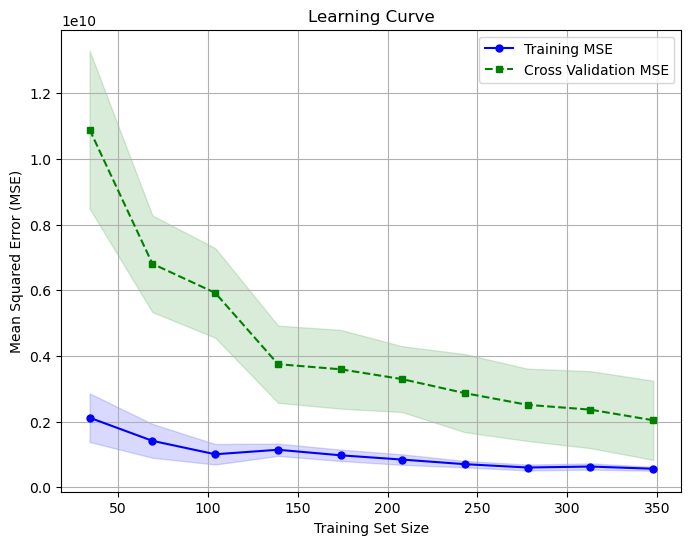 Learning Curve
1e10
Training MSE
Cross Validation MSE
1.2
1.0
0.8
0.6
0.4
0.2
0.0
Mean Squared Error (MSE)
50
100
150
200
250
300
350
Training Set Size